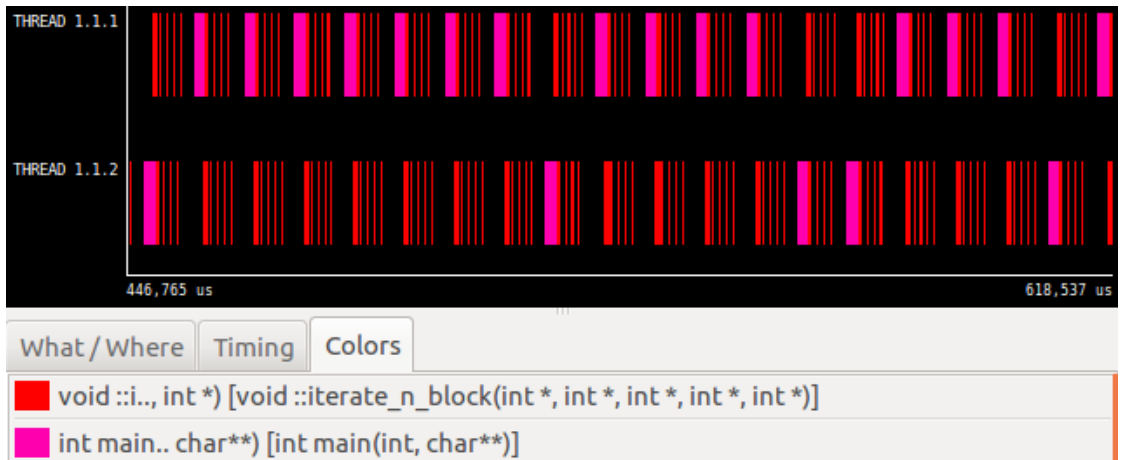 THREAD 1.1.1
THREAD 1.1.2
446,765 us 618,537 us
What / Where Timing Colors
void ::i.., int *) [void ::iterate_n_block(int *, int *, int *, int *, int *)]
int main.. char**) [int main(int, char**)]